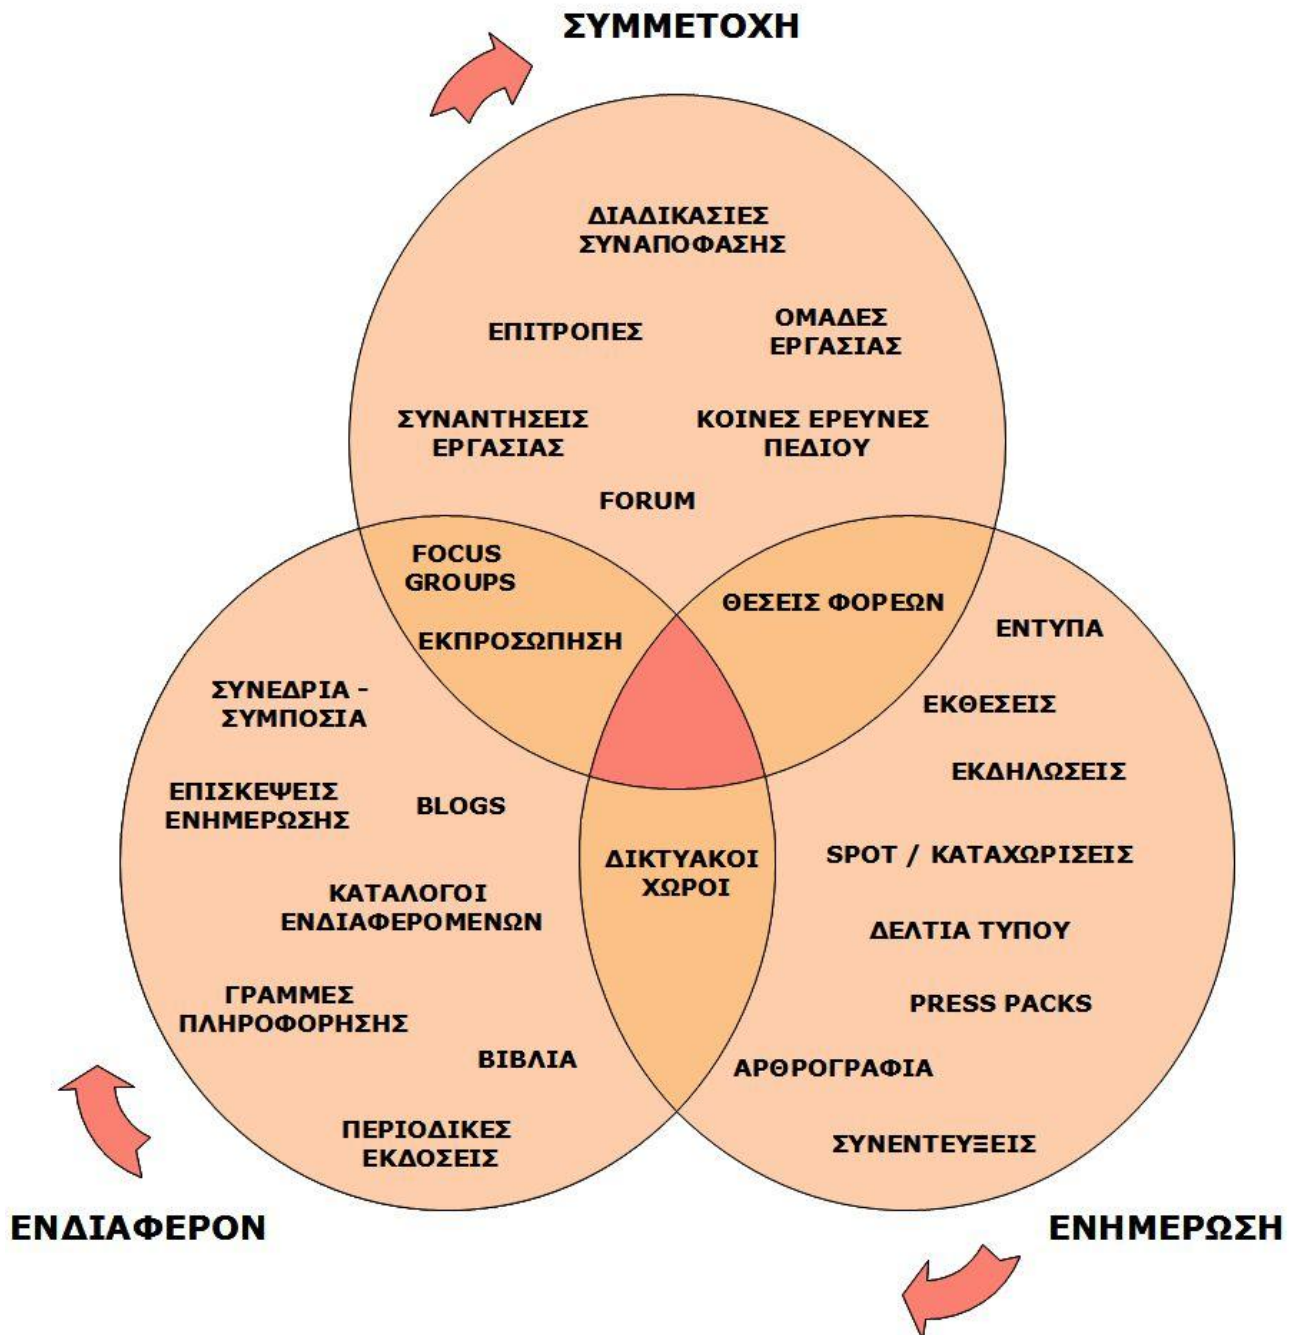 ΣΥΜΜΕΤΟΧΗ
ΔΙΑΔΙΚΑΣΙΕΣ
ΣΥΝΑΠΟΦΑΣΗΣ
ΕΠΙΤΡΟΠΕΣ
ΟΜΑΔΕΣ
ΕΡΓΑΣΙΑΣ
ΣΥΝΑΝΤΗΣΕΙΣ
ΕΡΓΑΣΙΑΣ
ΚΟΙΝΕΣ ΕΡΕΥΝΕΣ
ΠΕΔΙΟΥ
FORUM
FOCUS
GROUPS
ΕΚΠΡΟΣΩΠΗΣΗ
ΘΕΣΕΙΣ ΦΟΡΕΩΝ
ΣΥΝΕΔΡΙΑ -
ΣΥΜΠΟΣΙΑ
ΕΠΙΣΚΕΨΕΙΣ
ΕΝΗΜΕΡΩΣΗΣ
BLOGS
ΚΑΤΑΛΟΓΟΙ
ΕΝΔΙΑΦΕΡΟΜΕΝΩΝ
ΓΡΑΜΜΕΣ
ΠΛΗΡΟΦΟΡΗΣΗΣ
ΒΙΒΛΙΑ
ΠΕΡΙΟΔΙΚΕΣ
ΕΚΔΟΣΕΙΣ
ΔΙΚΤΥΑΚΟΙ
ΧΩΡΟΙ
ΕΝΤΥΠΑ
ΕΚΘΕΣΕΙΣ
ΕΚΔΗΛΩΣΕΙΣ
SPOT / ΚΑΤΑΧΩΡΙΣΕΙΣ
ΔΕΛΤΙΑ ΤΥΠΟΥ
PRESS PACKS
ΑΡΘΡΟΓΡΑΦΙΑ
ΣΥΝΕΝΤΕΥΞΕΙΣ
ΕΝΔΙΑΦΕΡΟΝ
ΕΝΗΜΕΡΩΣΗ